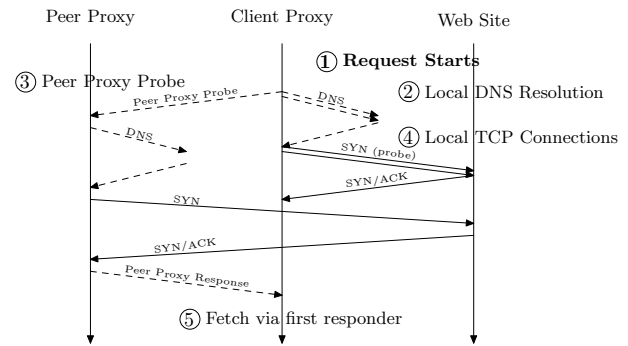 Peer Proxy
Client Proxy
Web Site
① Request Starts
③ Peer Proxy Probe
② Local DNS Resolution
Peer Proxy Probe
DNS
DNS
④ Local TCP Connections
SYN (probe)
SYN/ACK
SYN
SYN/ACK
Peer Proxy Response
⑤ Fetch via first responder